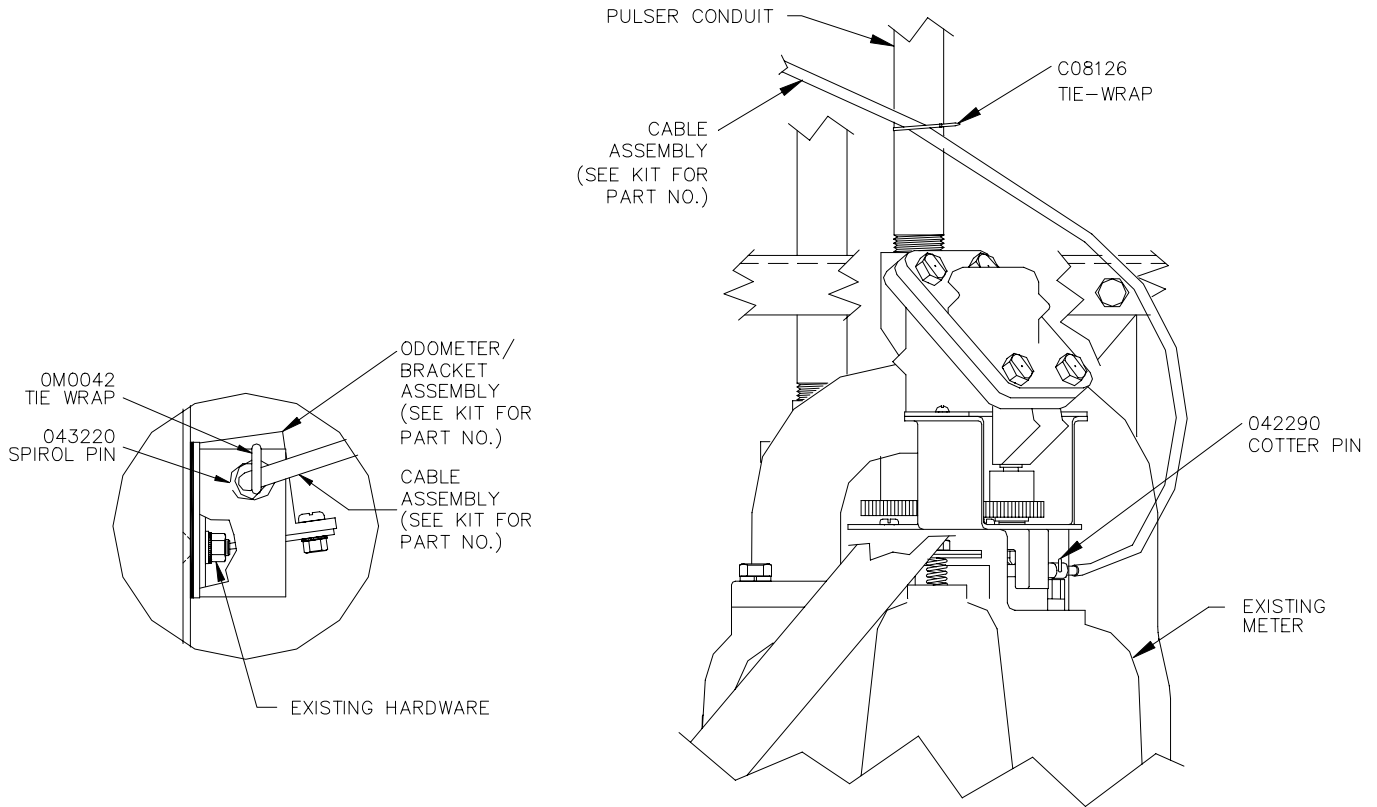 PULSER CONDUIT
C08126
TIE-WRAP
CABLE
ASSEMBLY
(SEE KIT FOR
PART NO.)
ODOMETER/
BRACKET
ASSEMBLY
(SEE KIT FOR
PART NO.)
0M0042
TIE WRAP
043220
SPIROL PIN
CABLE
ASSEMBLY
(SEE KIT FOR
PART NO.)
EXISTING HARDWARE
042290
COTTER PIN
EXISTING
METER